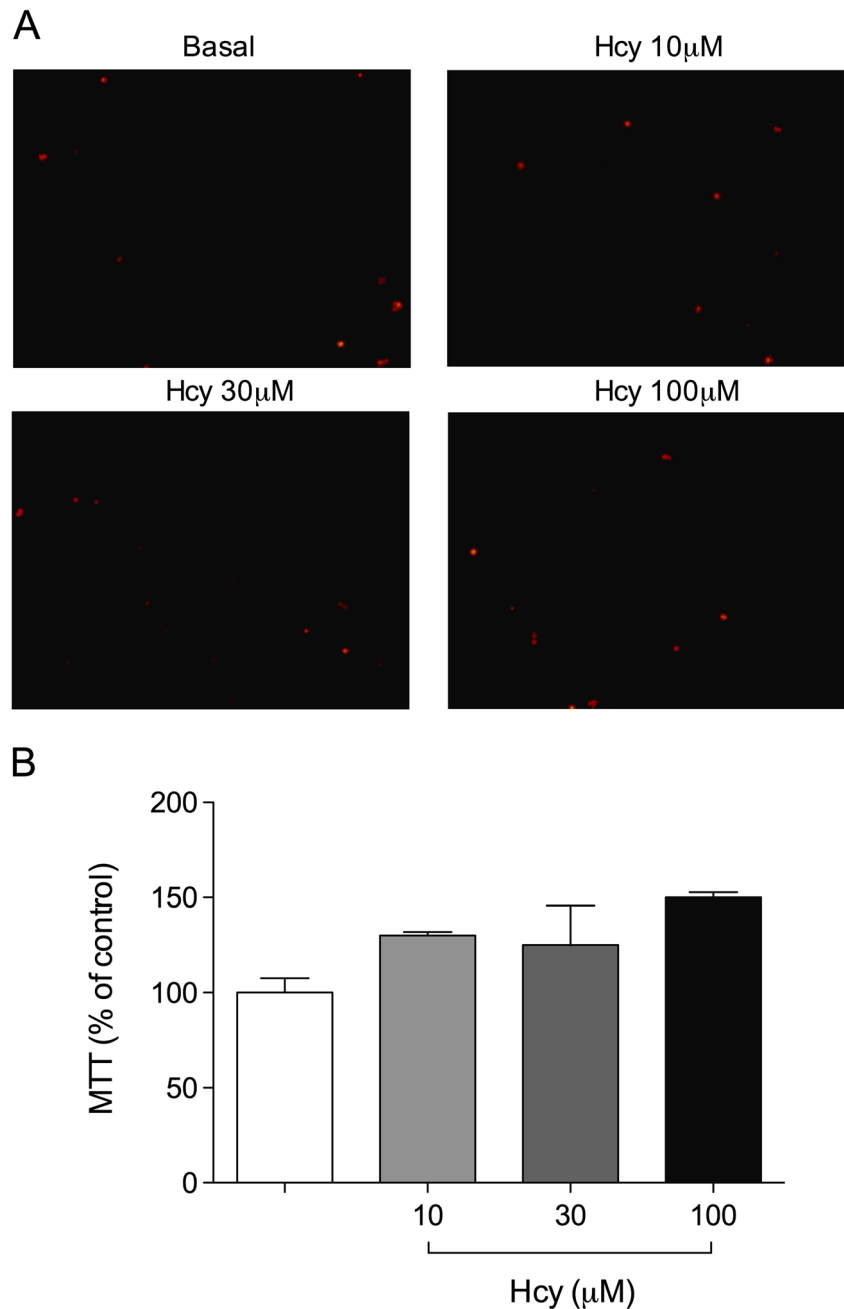 A
Basal
Hcy 10μM
Hcy 30μM
Hcy 100μM
B
200
150
100
50
0
MTT (% of control)
10
30
100
Hcy (μM)